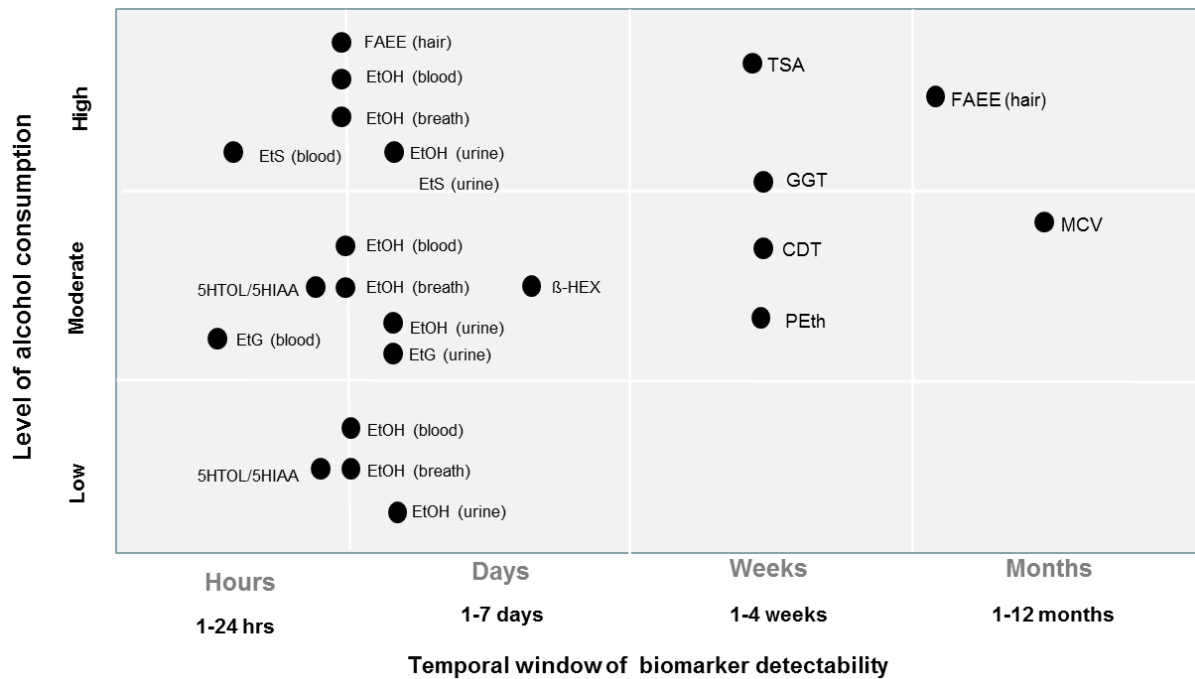 Level of alcohol consumption
High
FAEE (hair)
EtOH (blood)
EtOH (breath)
EtS (blood)
EtOH (urine)
EtS (urine)
TSA
GGT
FAEE (hair)
Moderate
EtOH (blood)
5HTOL/5HIAA
EtOH (breath)
EtG (blood)
EtOH (urine)
EtG (urine)
ß-HEX
CDT
PEth
MCV
Low
EtOH (blood)
5HTOL/5HIAA
EtOH (breath)
EtOH (urine)
Hours
Days
Weeks
Months
1-24 hrs
1-7 days
1-4 weeks
1-12 months
Temporal window of biomarker detectability